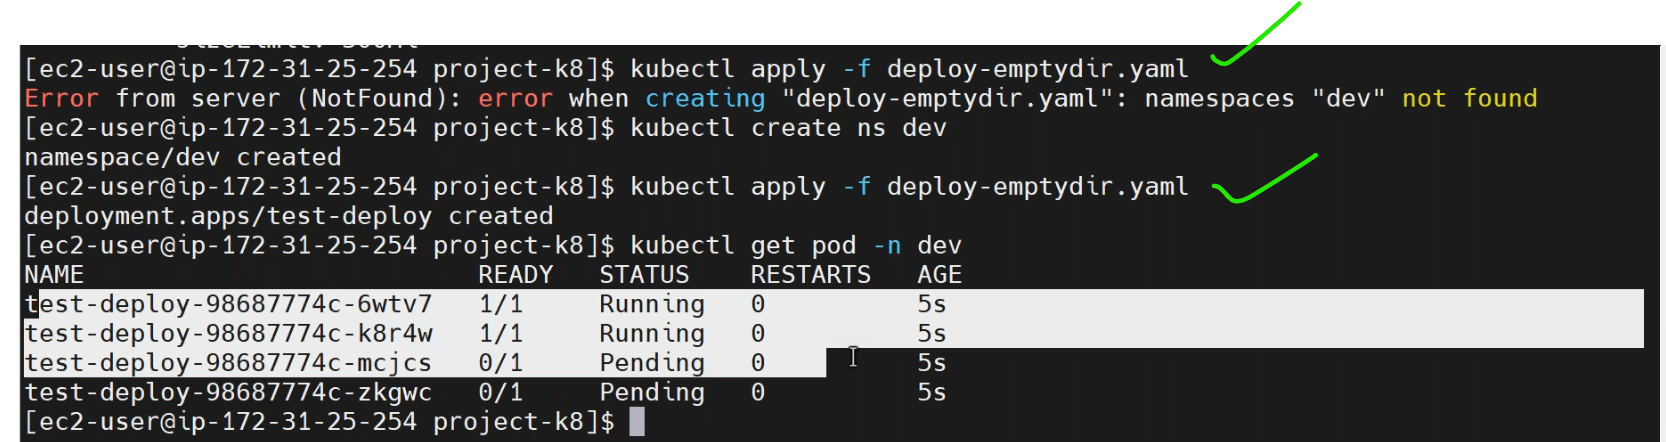 [ec2-user@ip-172-31-25-254 project-k8]$ kubectl apply -f deploy-emptydir.yaml
Error from server (NotFound): error when creating "deploy-emptydir.yaml": namespaces "dev" not found
[ec2-user@ip-172-31-25-254 project-k8]$ kubectl create ns dev
namespace/dev created
[ec2-user@ip-172-31-25-254 project-k8]$ kubectl apply -f deploy-emptydir.yaml
deployment.apps/test-deploy created
[ec2-user@ip-172-31-25-254 project-k8]$ kubectl get pod -n dev
NAME READY STATUS RESTARTS AGE
test-deploy-98687774c-6wtv7 1/1 Running 0 5s
test-deploy-98687774c-k8r4w 1/1 Running 0 5s
test-deploy-98687774c-mcjcs 0/1 Pending 0 5s
test-deploy-98687774c-zkgwc 0/1 Pending 0 5s
[ec2-user@ip-172-31-25-254 project-k8]$